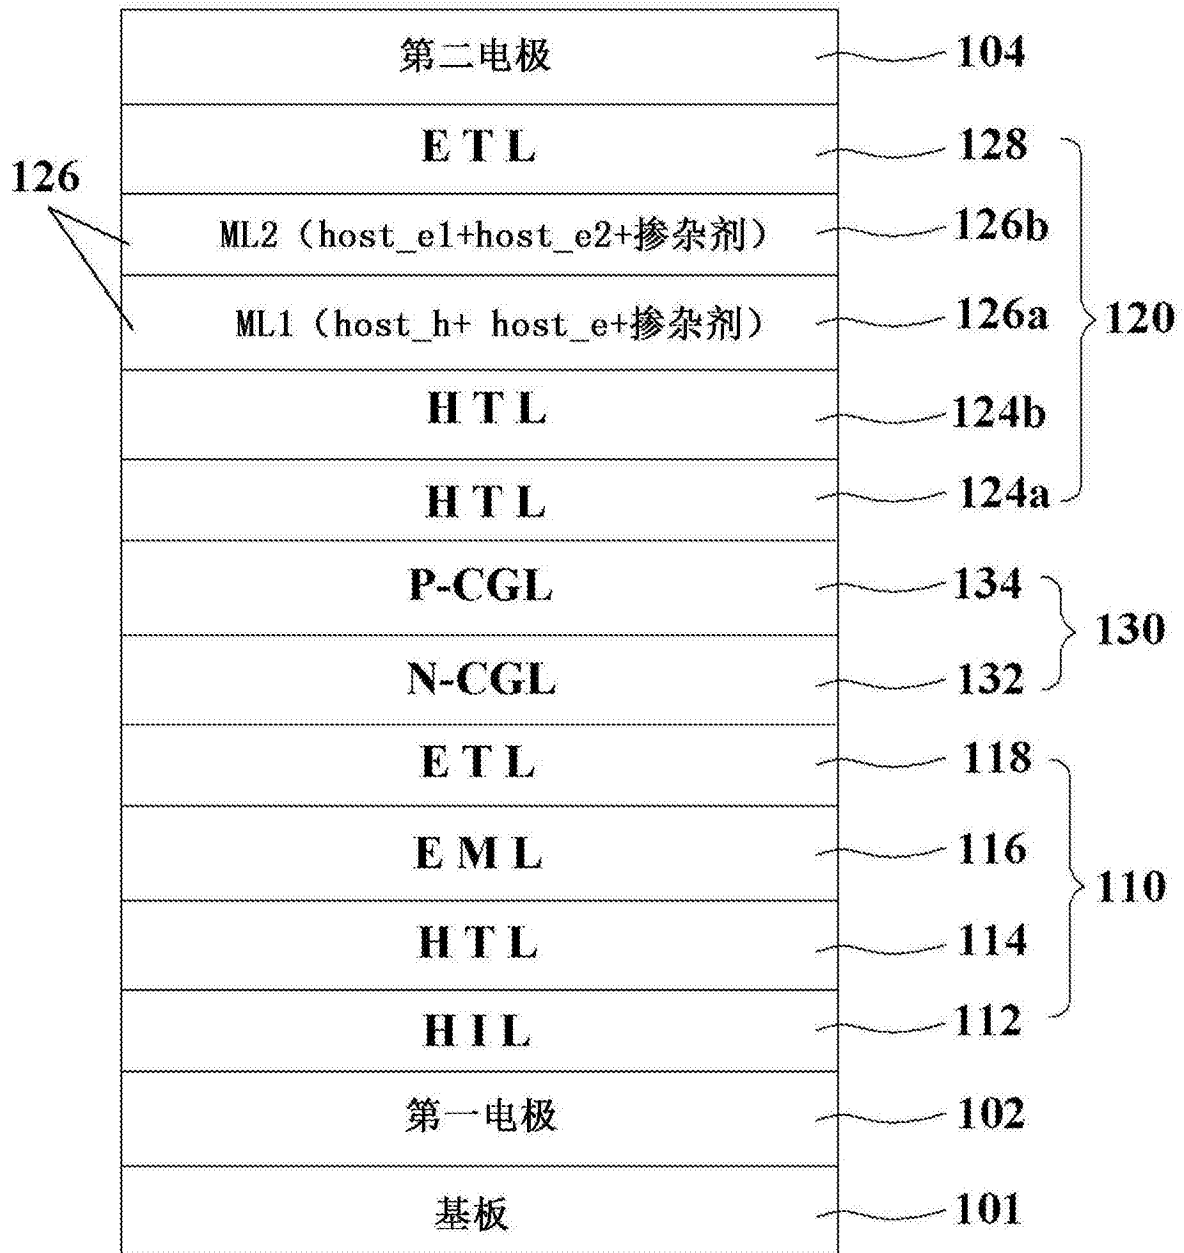 第二电极 104
E T L 128
126
ML2（host_e1+host_e2+掺杂剂） 126b
ML1（host_h+ host_e+掺杂剂） 126a
120
H T L 124b
H T L 124a
P-CGL 134
130
N-CGL 132
E T L 118
E M L 116
110
H T L 114
H I L 112
第一电极 102
基板 101